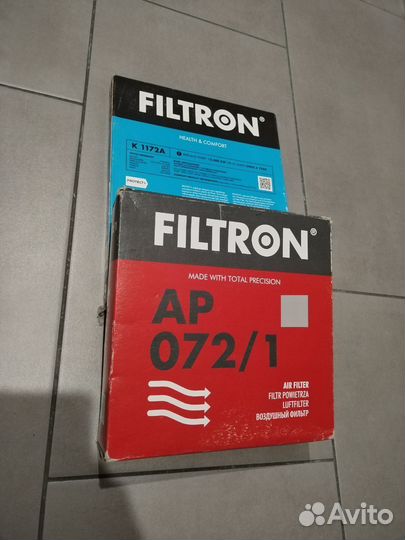 FILTRON®
HEALTH & COMFORT
K 1172A
PROTECT+
FILTRON®
MADE WITH TOTAL PRECISION
AP
072/1
AIR FILTER
FILTR POWIETRZA
LUFTFILTER
ВОЗДУШНЫЙ ФИЛЬТР
Avito